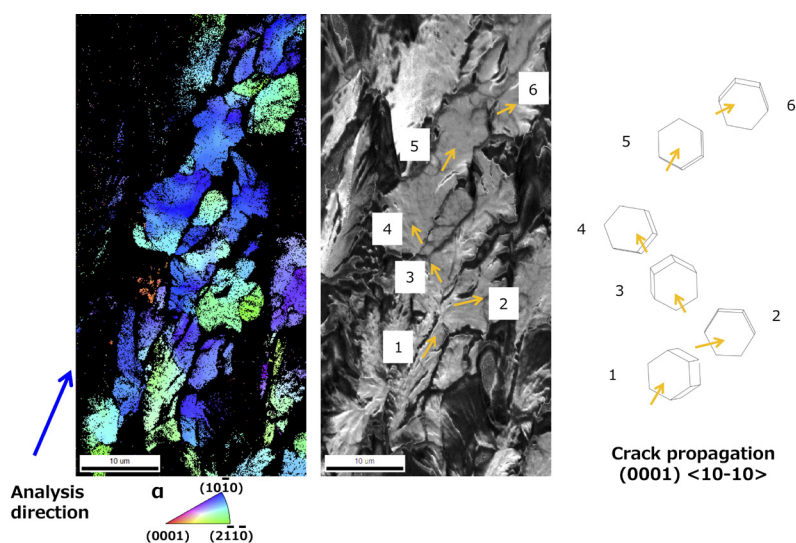 6
5
4
3
2
1
10 um
10 um
6
5
4
3
2
1
Crack propagation
(0001) <10-10>
Analysis
direction
α
(101̅0)
(0001)
(2̅1̅10)